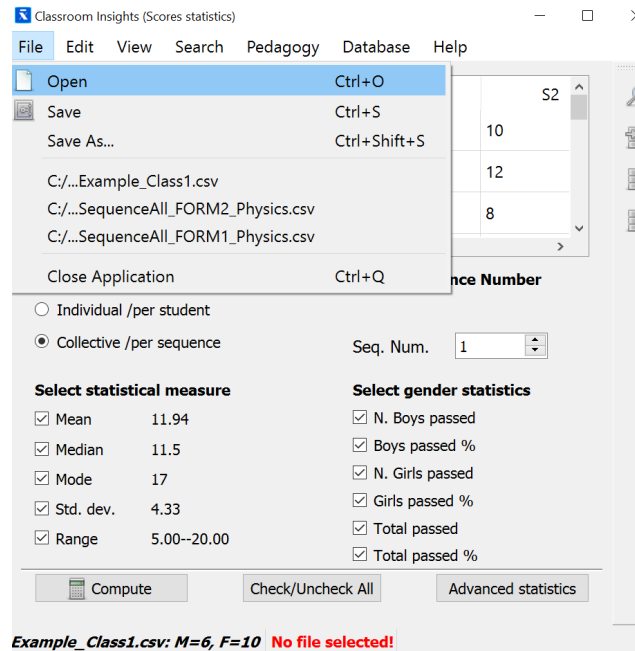 Classroom Insights (Scores statistics)
File Edit View Search Pedagogy Database Help
Open Ctrl+O
Save Ctrl+S
Save As... Ctrl+Shift+S
C:/...Example_Class1.csv
C:/...SequenceAll_FORM2_Physics.csv
C:/...SequenceAll_FORM1_Physics.csv
Close Application Ctrl+Q
S2
10
12
8
Number
Individual /per student
Collective /per sequence
Seq. Num. 1
Select statistical measure
Mean 11.94
Median 11.5
Mode 17
Std. dev. 4.33
Range 5.00--20.00
Select gender statistics
N. Boys passed
Boys passed %
N. Girls passed
Girls passed %
Total passed
Total passed %
Compute Check/Uncheck All Advanced statistics
Example_Class1.csv: M=6, F=10 No file selected!